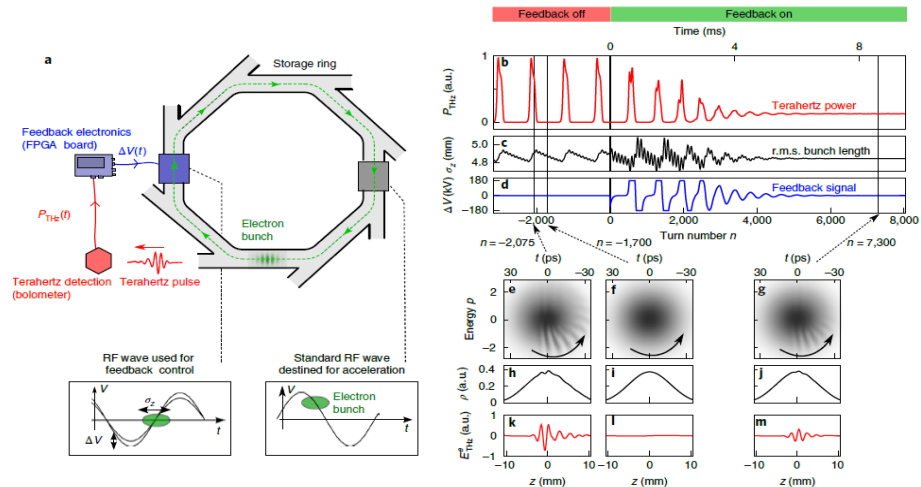 Feedback off
Feedback on
Time (ms)
0
4
8
a
Storage ring
Feedback electronics
(FPGA board)
ΔV(t)
P_THz(t)
Electron
bunch
Terahertz detection
(bolometer)
Terahertz pulse
RF wave used for
feedback control
V
σ_z
t
ΔV
Standard RF wave
destined for acceleration
V
Electron
bunch
t
b
P_THz (a.u.)
1
0
Terahertz power
c
σ_z (mm)
5.0
4.8
r.m.s. bunch length
d
ΔV (kV)
180
0
−180
Feedback signal
−2,000
0
2,000
4,000
6,000
8,000
Turn number n
n = −2,075
n = −1,700
n = 7,300
t (ps)
t (ps)
t (ps)
30
0
−30
30
0
−30
30
0
−30
Energy p
2
0
−2
e
f
g
ρ (a.u.)
0.4
0.2
0
h
i
j
E_z^e (a.u.)
1
0
−1
k
l
m
−10
0
10
−10
0
10
−10
0
10
z (mm)
z (mm)
z (mm)